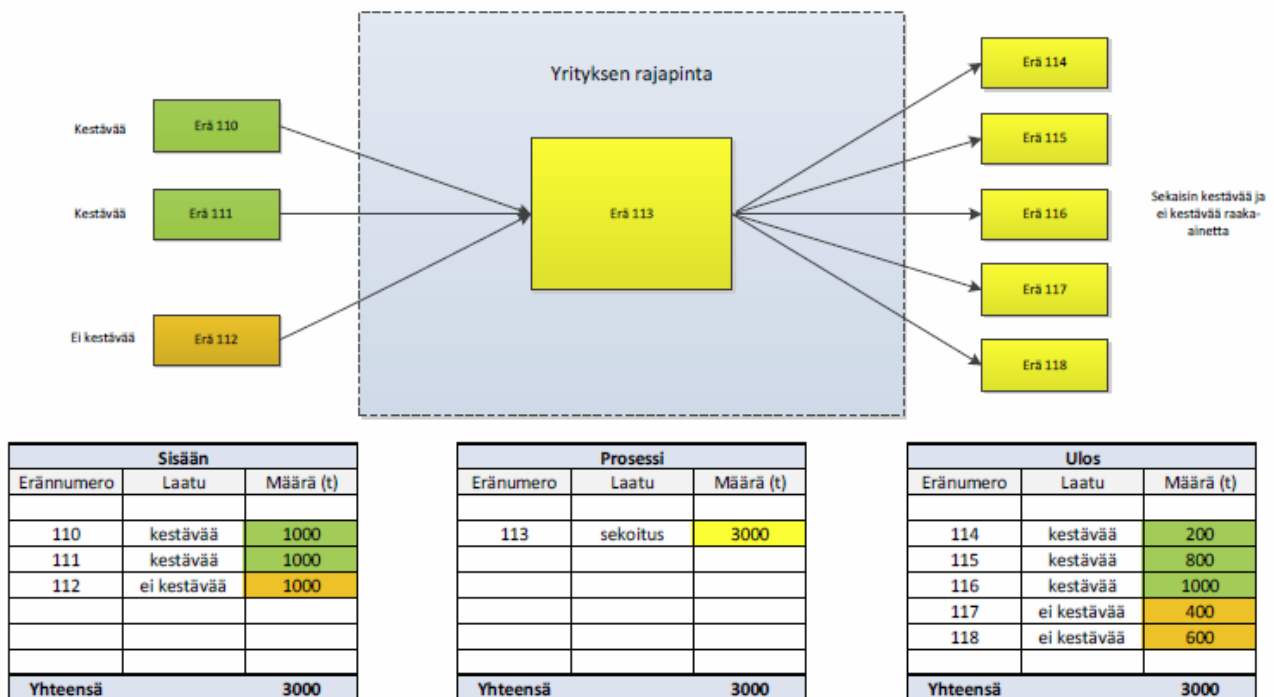 Yrityksen rajapinta
Kestävää
Erä 110
Kestävää
Erä 111
Ei kestävää
Erä 112
Erä 113
Erä 114
Erä 115
Erä 116
Erä 117
Erä 118
Sekaisin kestävää ja
ei kestävää raaka-
ainetta
Sisään
Erännumero Laatu Määrä (t)
110 kestävää 1000
111 kestävää 1000
112 ei kestävää 1000
Yhteensä 3000
Prosessi
Eränumero Laatu Määrä (t)
113 sekoitus 3000
Yhteensä 3000
Ulos
Eränumero Laatu Määrä (t)
114 kestävää 200
115 kestävää 800
116 kestävää 1000
117 ei kestävää 400
118 ei kestävää 600
Yhteensä 3000